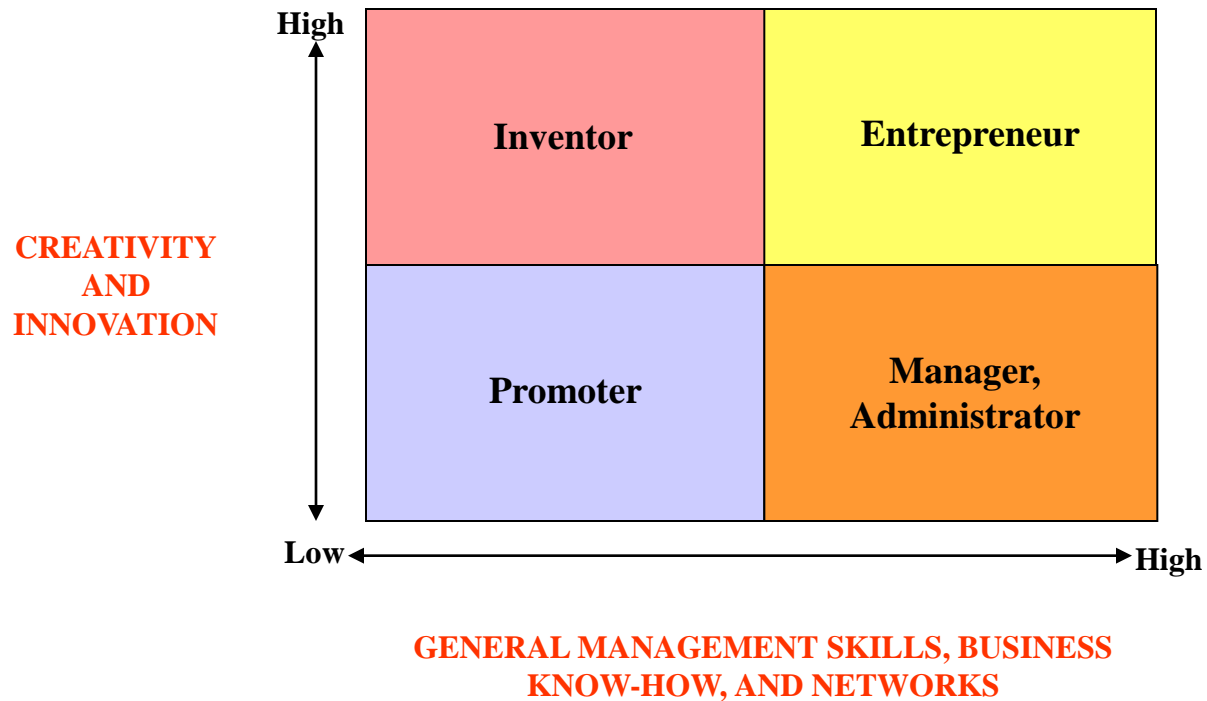 High
Inventor
Entrepreneur
CREATIVITY
AND
INNOVATION
Promoter
Manager,
Administrator
Low
High
GENERAL MANAGEMENT SKILLS, BUSINESS
KNOW-HOW, AND NETWORKS